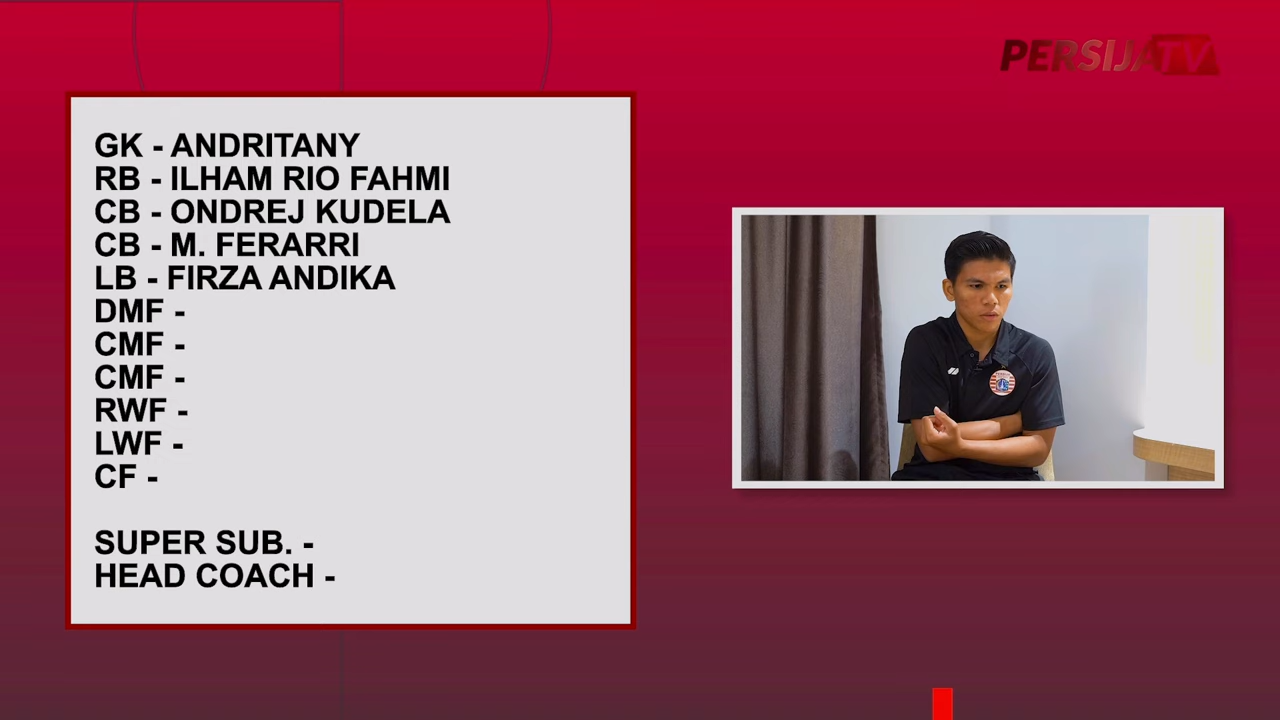 PERSIJATV
GK - ANDRITANY
RB - ILHAM RIO FAHMI
CB - ONDREJ KUDELA
CB - M. FERARRI
LB - FIRZA ANDIKA
DMF -
CMF -
CMF -
RWF -
LWF -
CF -
SUPER SUB. -
HEAD COACH -